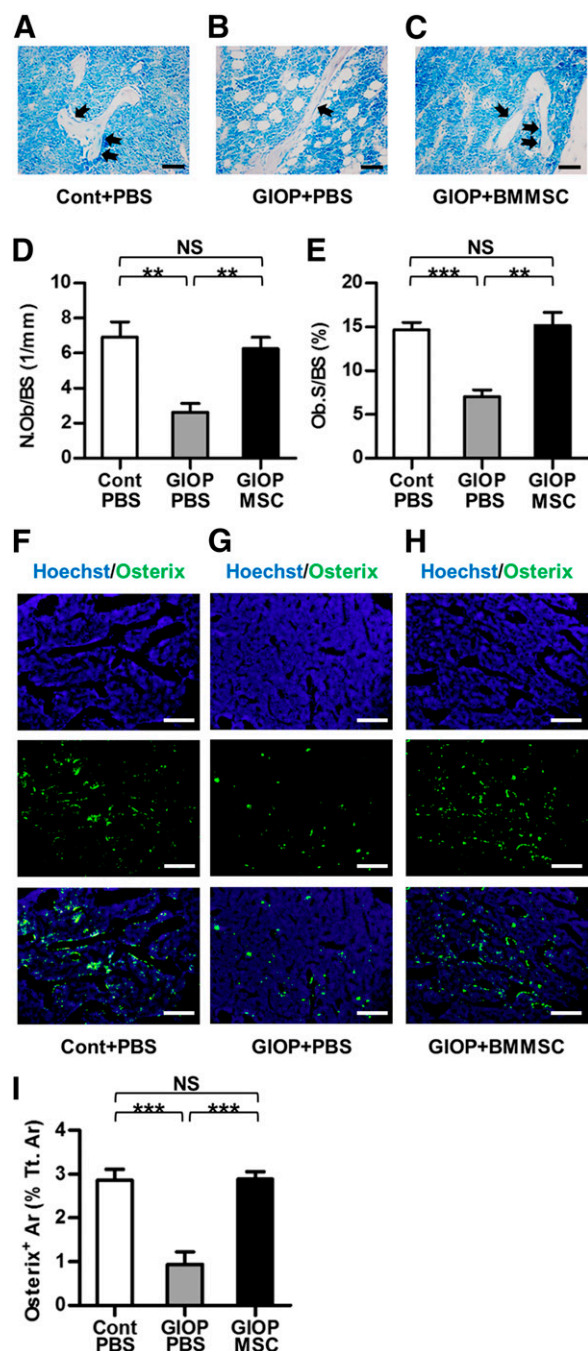 A
B
C
Cont+PBS
GIOP+PBS
GIOP+BMMSC
D
NS
**
**
N.Ob/BS (1/mm)
10
8
6
4
2
0
Cont
PBS
GIOP
PBS
GIOP
MSC
E
NS
***
**
Ob.S/BS (%)
20
15
10
5
0
Cont
PBS
GIOP
PBS
GIOP
MSC
F
G
H
Hoechst/Osterix
Hoechst/Osterix
Hoechst/Osterix
Cont+PBS
GIOP+PBS
GIOP+BMMSC
I
NS
***
***
Osterix+ Ar (% Tt. Ar)
4
3
2
1
0
Cont
PBS
GIOP
PBS
GIOP
MSC